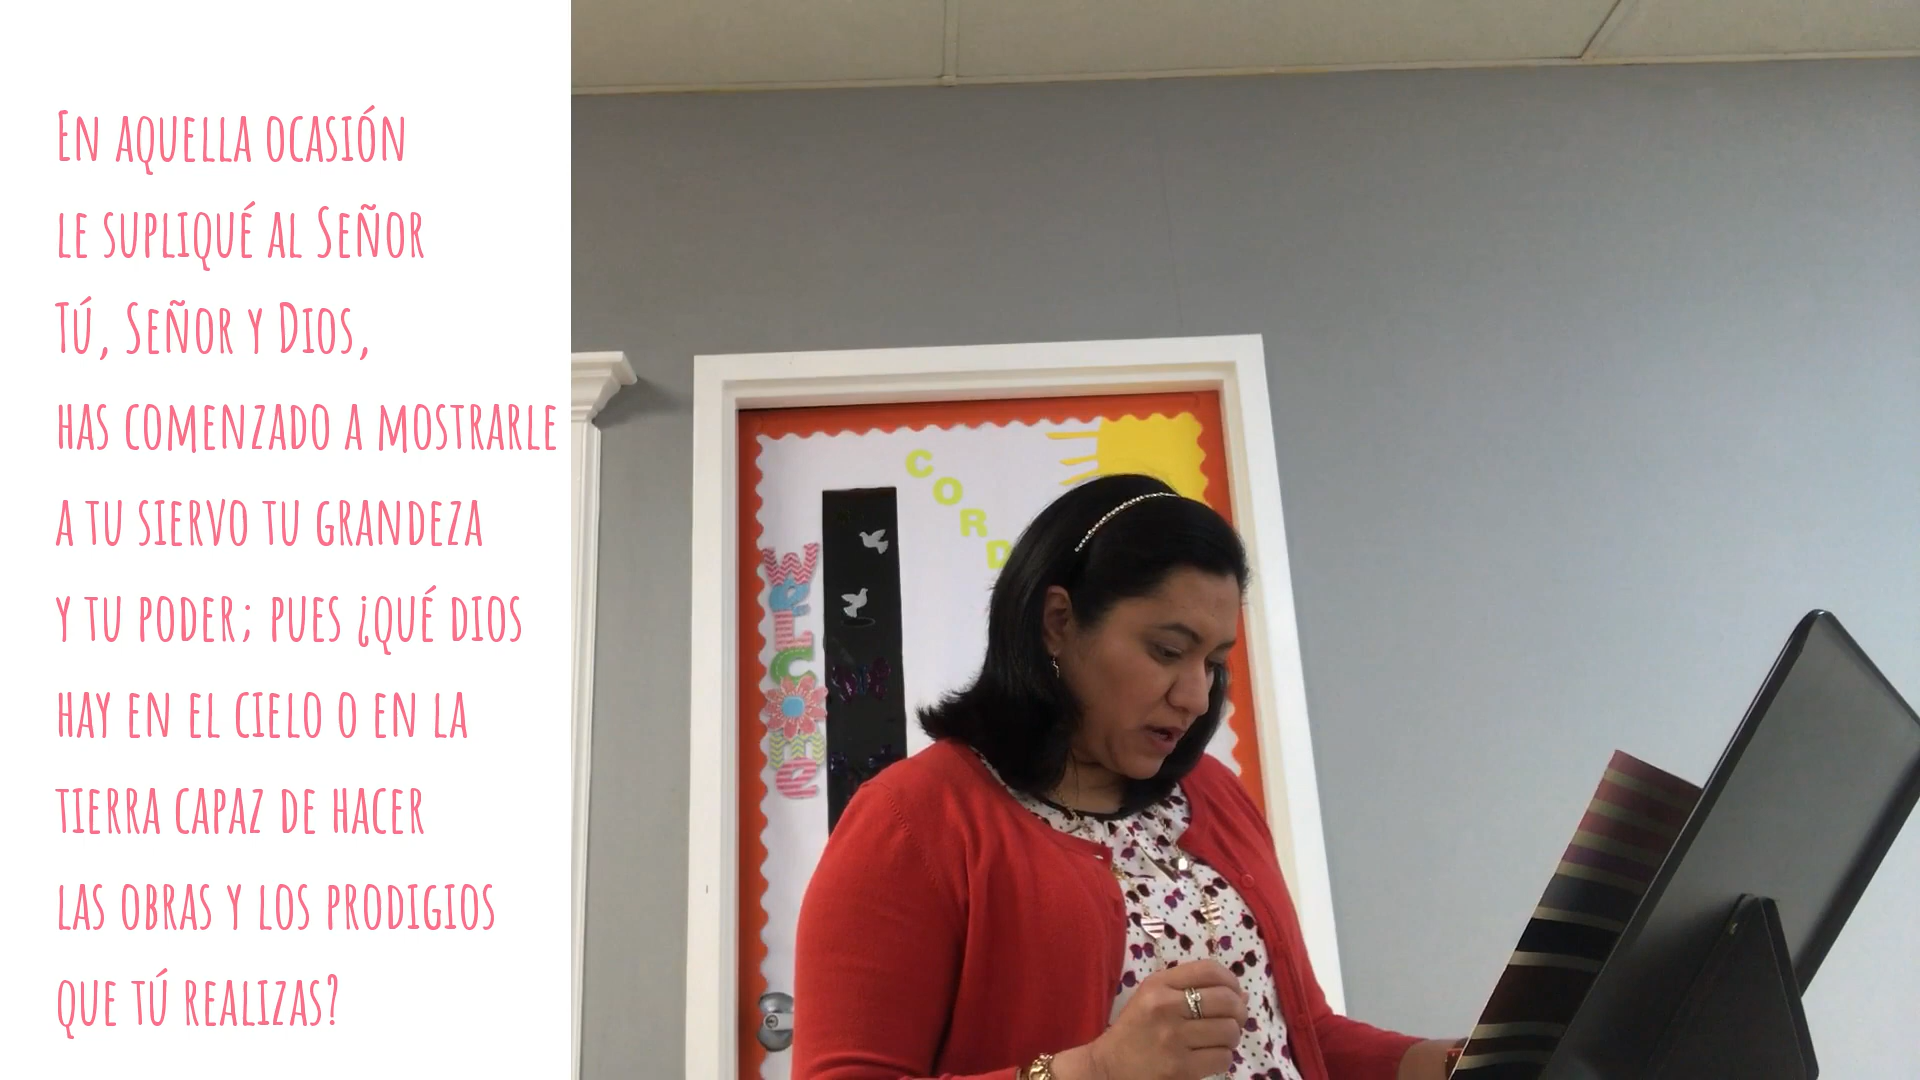 En aquella ocasión
le supliqué al Señor
Tú, Señor y Dios,
has comenzado a mostrarle
a tu siervo tu grandeza
y tu poder; pues ¿qué dios
hay en el cielo o en la
tierra capaz de hacer
las obras y los prodigios
que tú realizas?
CORD
WELCOME